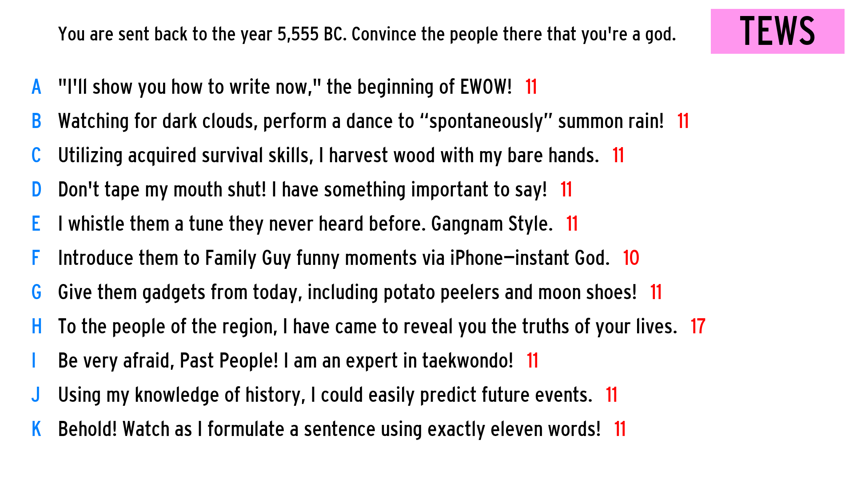 You are sent back to the year 5,555 BC. Convince the people there that you're a god.
TEWS
A "I'll show you how to write now," the beginning of EWOW! 11
B Watching for dark clouds, perform a dance to “spontaneously” summon rain! 11
C Utilizing acquired survival skills, I harvest wood with my bare hands. 11
D Don't tape my mouth shut! I have something important to say! 11
E I whistle them a tune they never heard before. Gangnam Style. 11
F Introduce them to Family Guy funny moments via iPhone—instant God. 10
G Give them gadgets from today, including potato peelers and moon shoes! 11
H To the people of the region, I have came to reveal you the truths of your lives. 17
I Be very afraid, Past People! I am an expert in taekwondo! 11
J Using my knowledge of history, I could easily predict future events. 11
K Behold! Watch as I formulate a sentence using exactly eleven words! 11